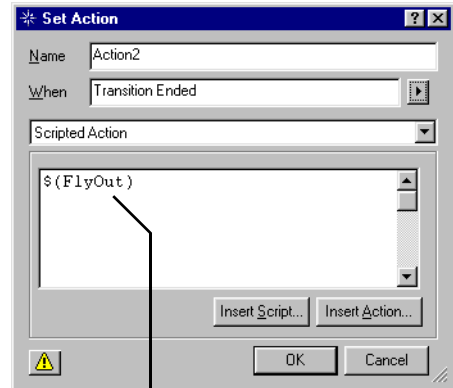 Set Action
Name Action2
When Transition Ended
Scripted Action
$(FlyOut)
Insert Script... Insert Action...
OK Cancel